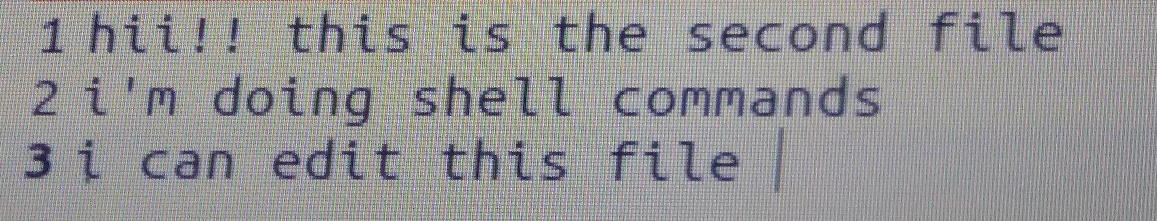 1 hii!! this is the second file
2 i'm doing shell commands
3 i can edit this file